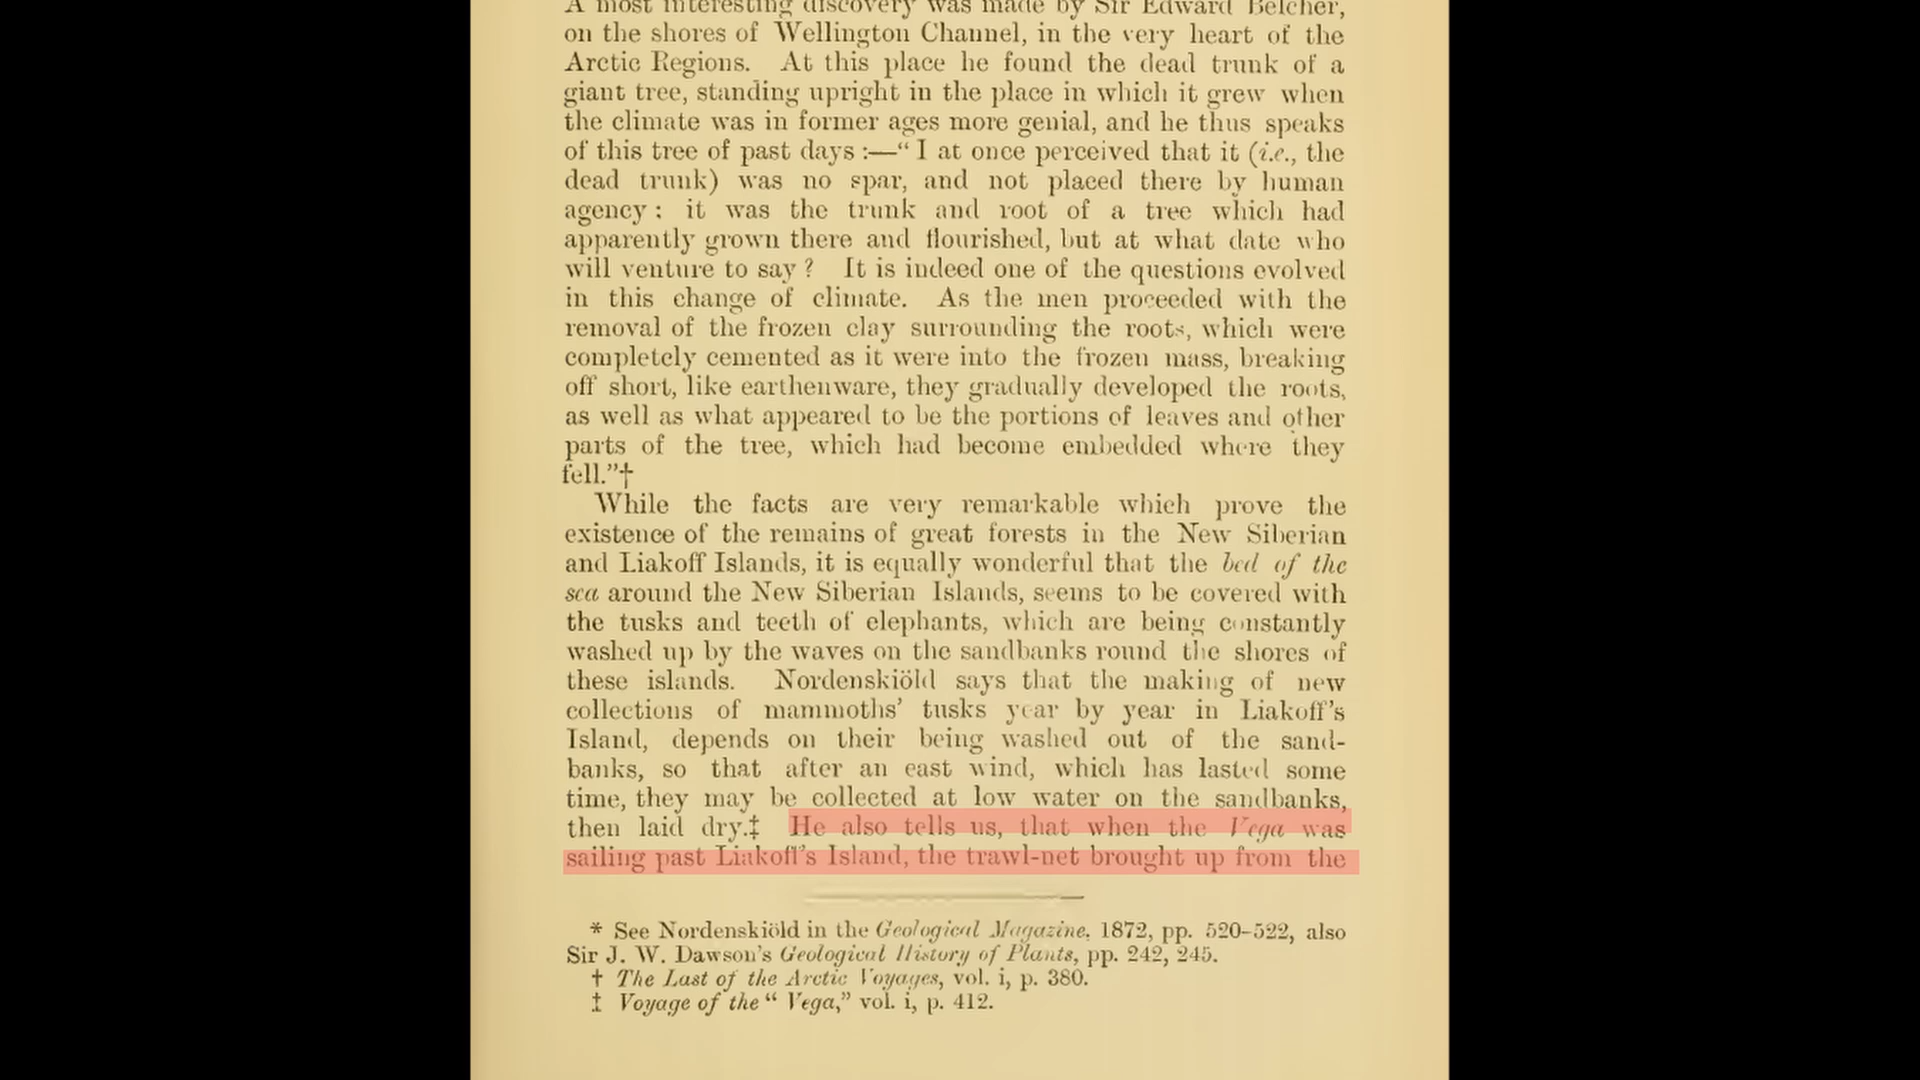 A most interesting discovery was made by Sir Edward Belcher,
on the shores of Wellington Channel, in the very heart of the
Arctic Regions. At this place he found the dead trunk of a
giant tree, standing upright in the place in which it grew when
the climate was in former ages more genial, and he thus speaks
of this tree of past days :—“ I at once perceived that it (i.e., the
dead trunk) was no spar, and not placed there by human
agency : it was the trunk and root of a tree which had
apparently grown there and flourished, but at what date who
will venture to say ? It is indeed one of the questions evolved
in this change of climate. As the men proceeded with the
removal of the frozen clay surrounding the roots, which were
completely cemented as it were into the frozen mass, breaking
off short, like earthenware, they gradually developed the roots,
as well as what appeared to be the portions of leaves and other
parts of the tree, which had become embedded where they
fell.”†
While the facts are very remarkable which prove the
existence of the remains of great forests in the New Siberian
and Liakoff Islands, it is equally wonderful that the bed of the
sea around the New Siberian Islands, seems to be covered with
the tusks and teeth of elephants, which are being constantly
washed up by the waves on the sandbanks round the shores of
these islands. Nordenskiöld says that the making of new
collections of mammoths’ tusks year by year in Liakoff’s
Island, depends on their being washed out of the sand-
banks, so that after an east wind, which has lasted some
time, they may be collected at low water on the sandbanks,
then laid dry.‡ He also tells us, that when the Vega was
sailing past Liakoff’s Island, the trawl-net brought up from the
* See Nordenskiöld in the Geological Magazine, 1872, pp. 520–522, also
Sir J. W. Dawson’s Geological History of Plants, pp. 242, 245.
† The Last of the Arctic Voyages, vol. i, p. 380.
‡ Voyage of the “ Vega,” vol. i, p. 412.